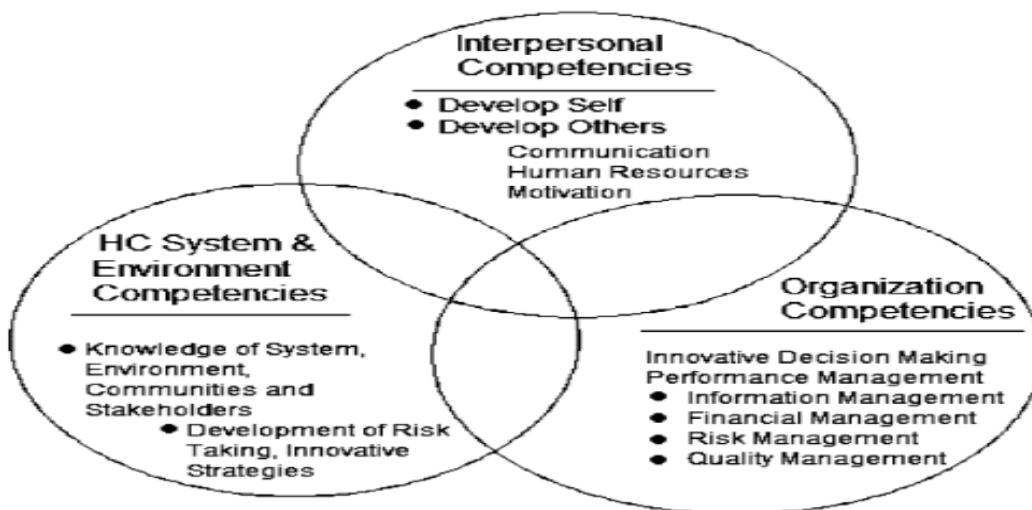 Interpersonal
Competencies
● Develop Self
● Develop Others
Communication
Human Resources
Motivation
HC System &
Environment
Competencies
● Knowledge of System,
Environment,
Communities and
Stakeholders
● Development of Risk
Taking, Innovative
Strategies
Organization
Competencies
Innovative Decision Making
Performance Management
● Information Management
● Financial Management
● Risk Management
● Quality Management